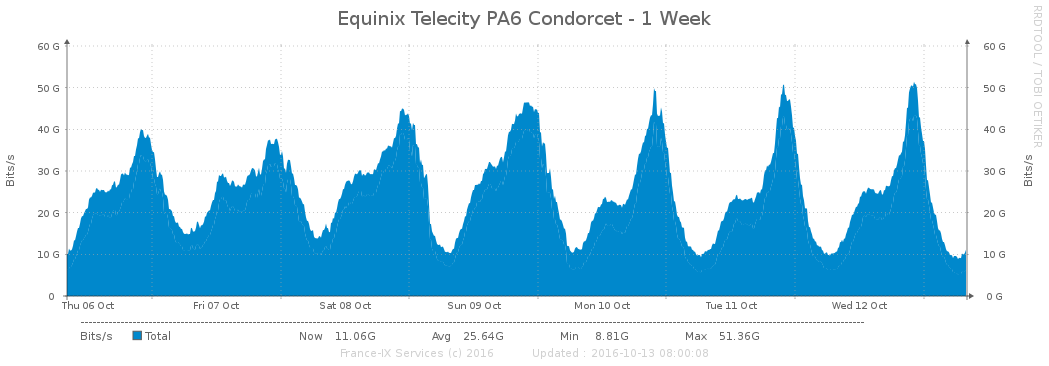 Equinix Telecity PA6 Condorcet - 1 Week
RRDTOOL / TOBI OETIKER
Bits/s
60 G 60 G
50 G 50 G
40 G 40 G
30 G 30 G
20 G 20 G
10 G 10 G
0 0 G
Bits/s
Thu 06 Oct Fri 07 Oct Sat 08 Oct Sun 09 Oct Mon 10 Oct Tue 11 Oct Wed 12 Oct
Bits/s Total Now 11.06G Avg 25.64G Min 8.81G Max 51.36G
France-IX Services (c) 2016 Updated : 2016-10-13 08:00:08